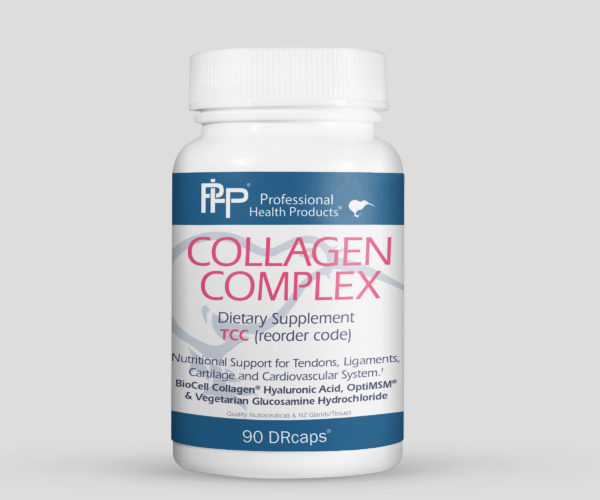 PHP® Professional
Health Products®
COLLAGEN
COMPLEX
Dietary Supplement
TCC (reorder code)
Nutritional Support for Tendons, Ligaments,
Cartilage and Cardiovascular System.†
BioCell Collagen® Hyaluronic Acid, OptiMSM®
& Vegetarian Glucosamine Hydrochloride
Quality Nutraceuticals & NZ Glands/Tissues
90 DRcaps®